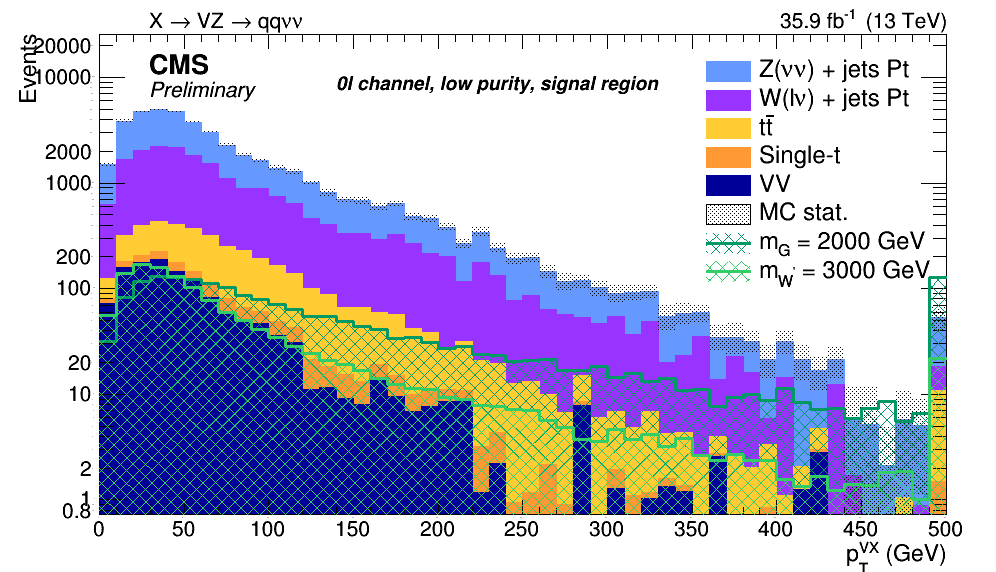 X → VZ → qqνν
35.9 fb⁻¹ (13 TeV)
Events
CMS
Preliminary
0l channel, low purity, signal region
Z(νν) + jets Pt
W(lν) + jets Pt
tt̄
Single-t
VV
MC stat.
m_G = 2000 GeV
m_W' = 3000 GeV
20000
10000
2000
1000
200
100
20
10
2
1
0.8
0 50 100 150 200 250 300 350 400 450 500
p_T^VX (GeV)